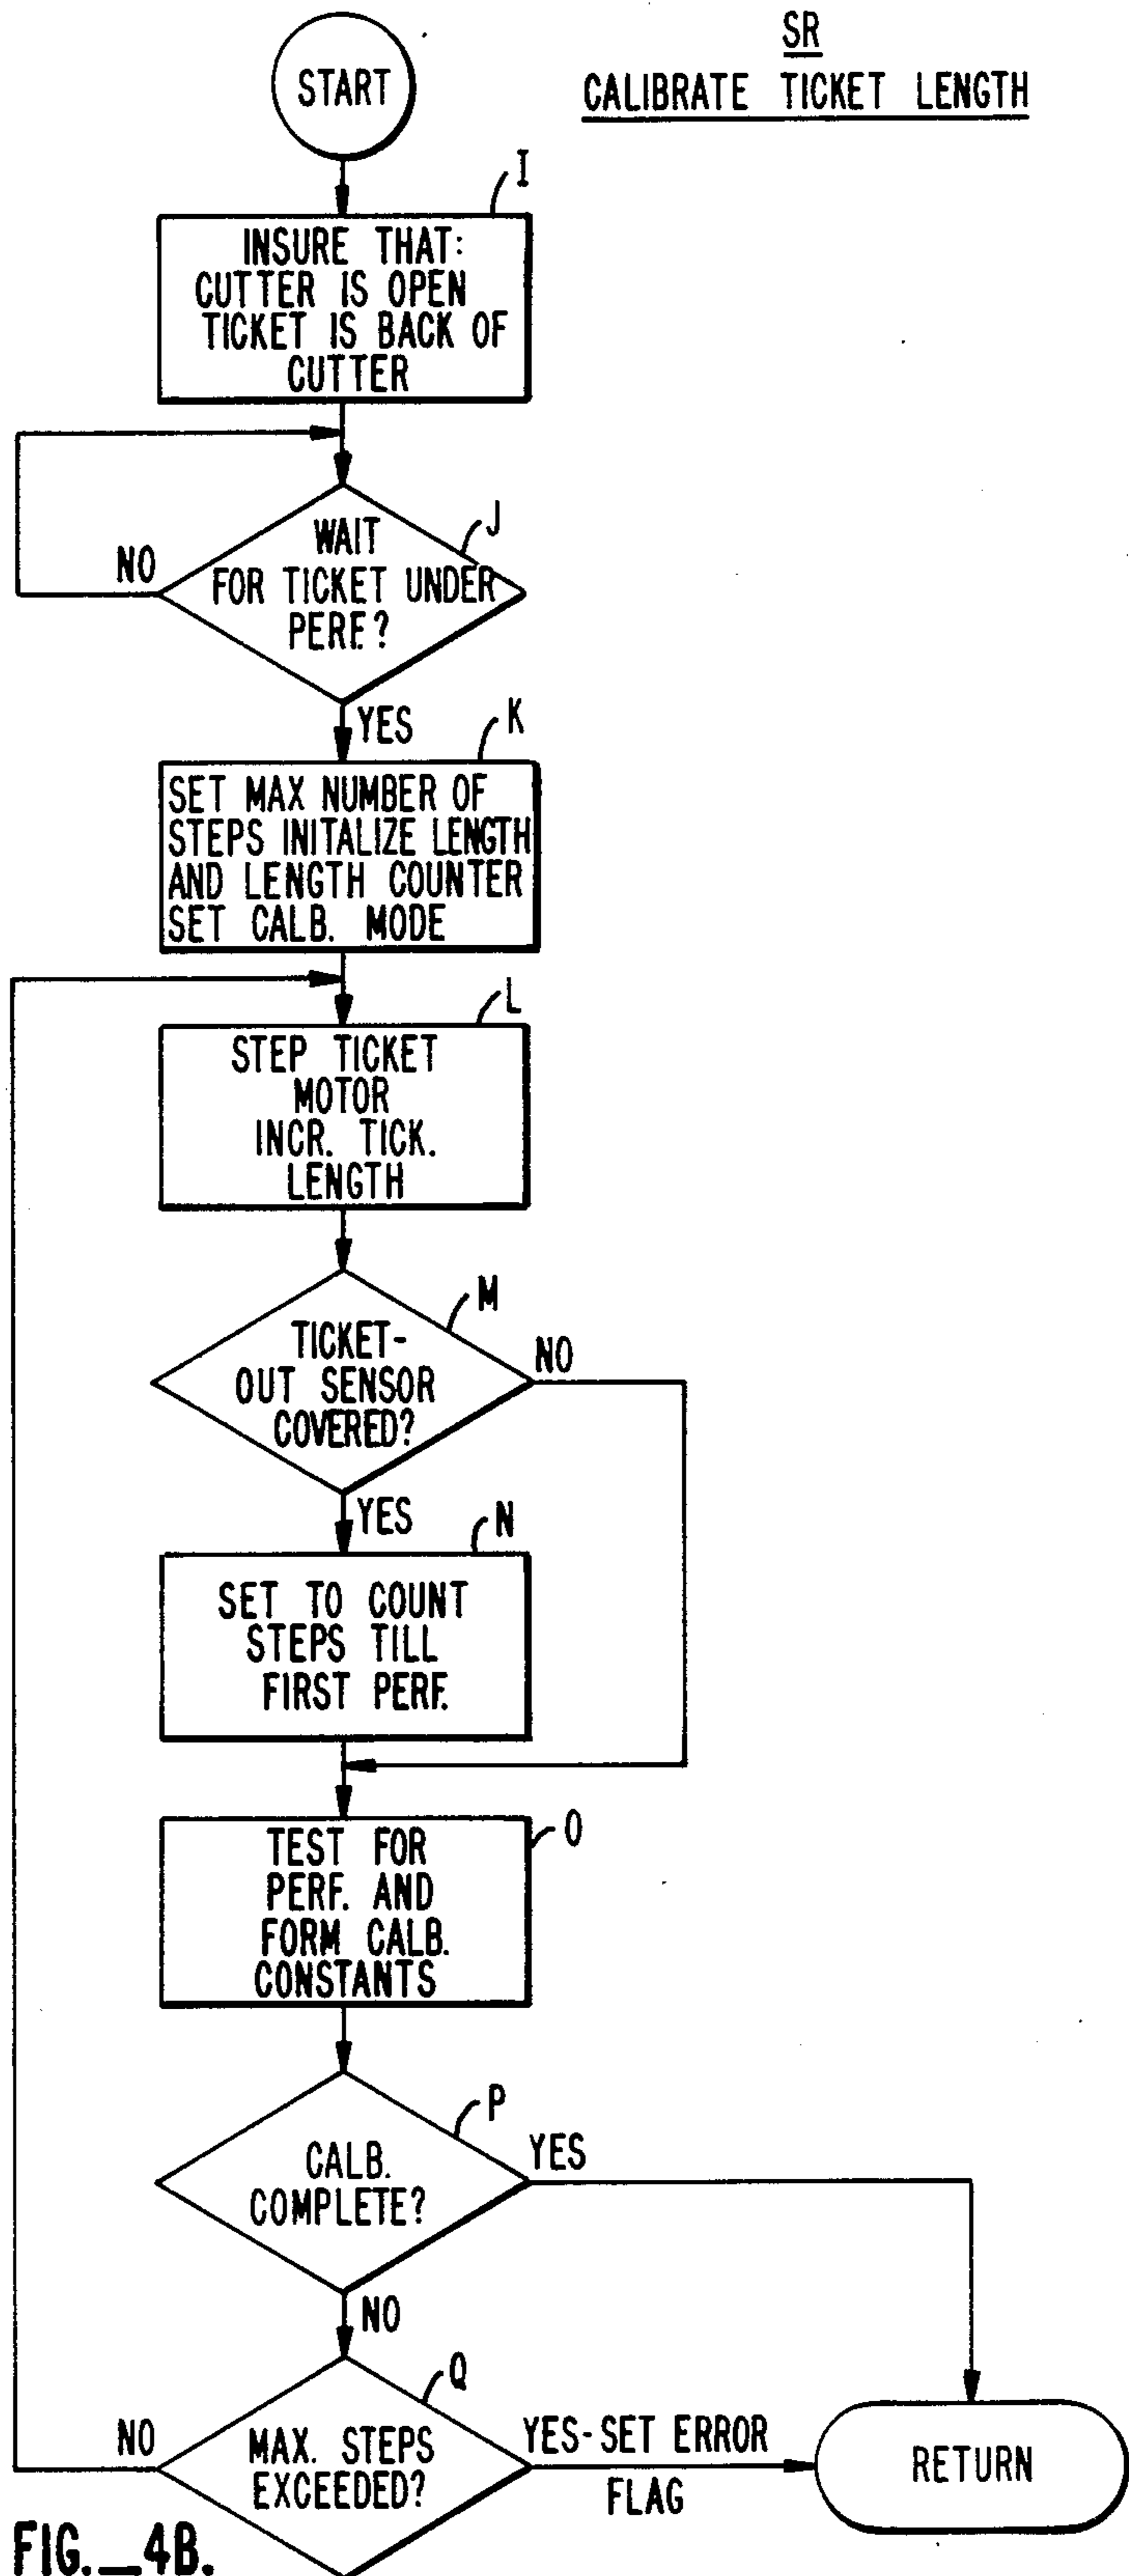 SR
CALIBRATE TICKET LENGTH
START
I
INSURE THAT:
CUTTER IS OPEN
TICKET IS BACK OF
CUTTER
J
WAIT
FOR TICKET UNDER
PERF.?
NO
YES
K
SET MAX NUMBER OF
STEPS INITALIZE LENGTH
AND LENGTH COUNTER
SET CALB. MODE
L
STEP TICKET
MOTOR
INCR. TICK.
LENGTH
M
TICKET-
OUT SENSOR
COVERED?
NO
YES
N
SET TO COUNT
STEPS TILL
FIRST PERF.
O
TEST FOR
PERF. AND
FORM CALB.
CONSTANTS
P
CALB.
COMPLETE?
YES
NO
Q
MAX. STEPS
EXCEEDED?
NO
YES-SET ERROR
FLAG
RETURN
FIG._4B.